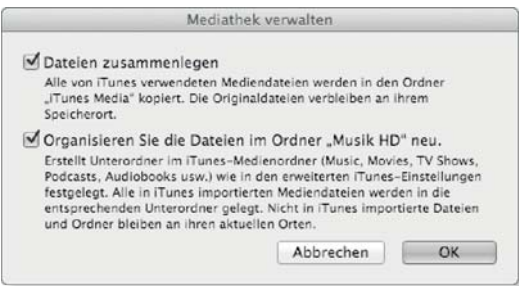 Mediathek verwalten
Dateien zusammenlegen
Alle von iTunes verwendeten Mediendateien werden in den Ordner
„iTunes Media“ kopiert. Die Originaldateien verbleiben an ihrem
Speicherort.
Organisieren Sie die Dateien im Ordner „Musik HD“ neu.
Erstellt Unterordner im iTunes-Medienordner (Music, Movies, TV Shows,
Podcasts, Audiobooks usw.) wie in den erweiterten iTunes-Einstellungen
festgelegt. Alle in iTunes importierten Mediendateien werden in die
entsprechenden Unterordner gelegt. Nicht in iTunes importierte Dateien
und Ordner bleiben an ihren aktuellen Orten.
Abbrechen OK